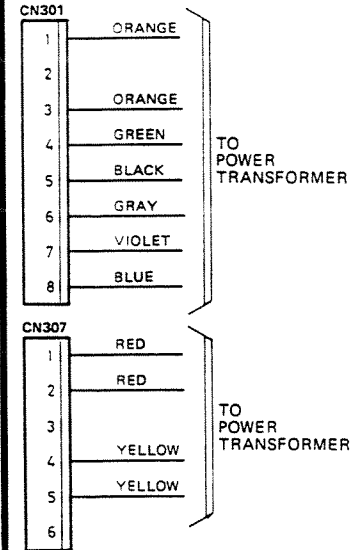 CN301
1 ORANGE
2
3 ORANGE
4 GREEN
5 BLACK
6 GRAY
7 VIOLET
8 BLUE
TO
POWER
TRANSFORMER
CN307
1 RED
2 RED
3
4 YELLOW
5 YELLOW
6
TO
POWER
TRANSFORMER